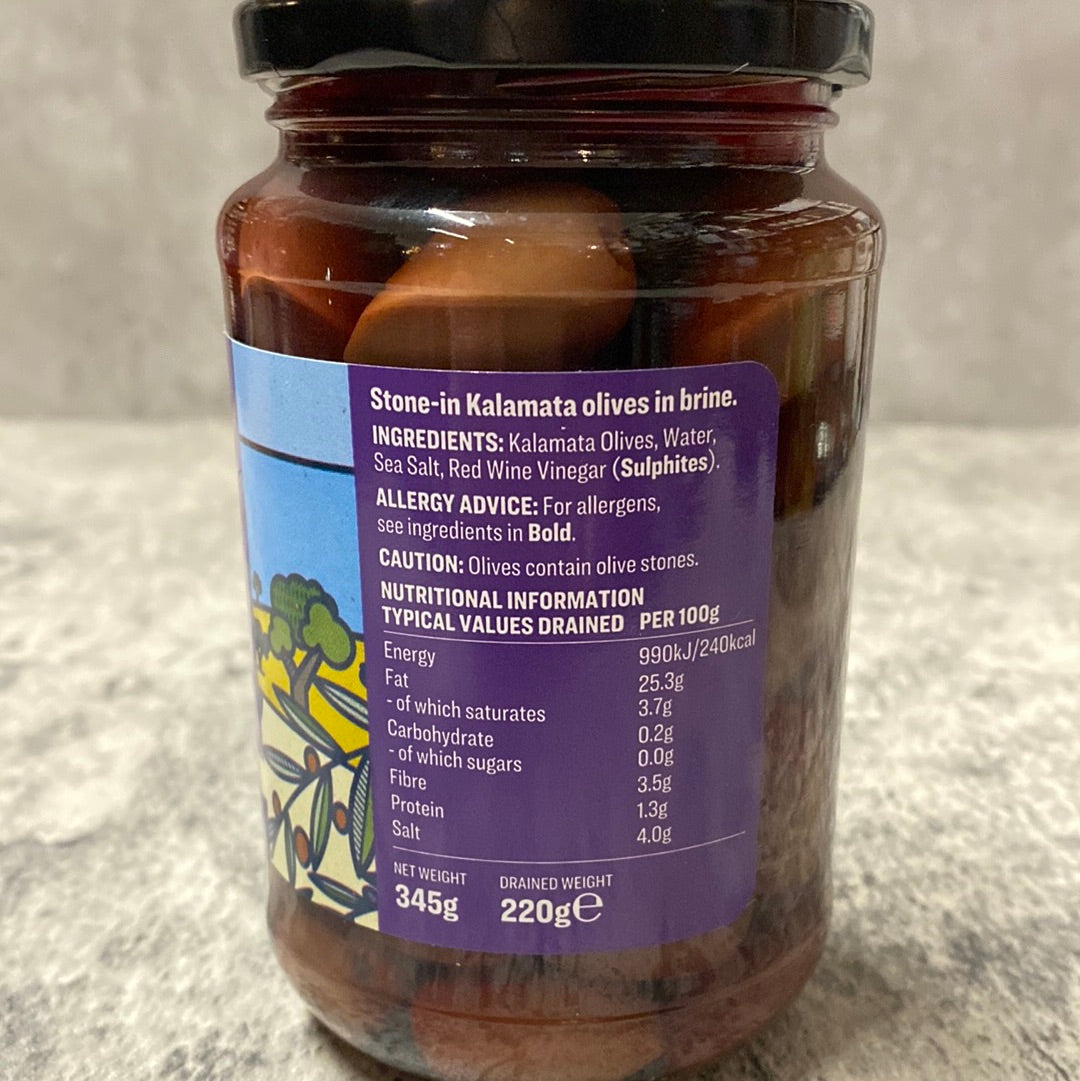 Stone-in Kalamata olives in brine.
INGREDIENTS: Kalamata Olives, Water,
Sea Salt, Red Wine Vinegar (Sulphites).
ALLERGY ADVICE: For allergens,
see ingredients in Bold.
CAUTION: Olives contain olive stones.
NUTRITIONAL INFORMATION
TYPICAL VALUES DRAINED PER 100g
Energy 990kJ/240kcal
Fat 25.3g
- of which saturates 3.7g
Carbohydrate 0.2g
- of which sugars 0.0g
Fibre 3.5g
Protein 1.3g
Salt 4.0g
NET WEIGHT DRAINED WEIGHT
345g 220g℮